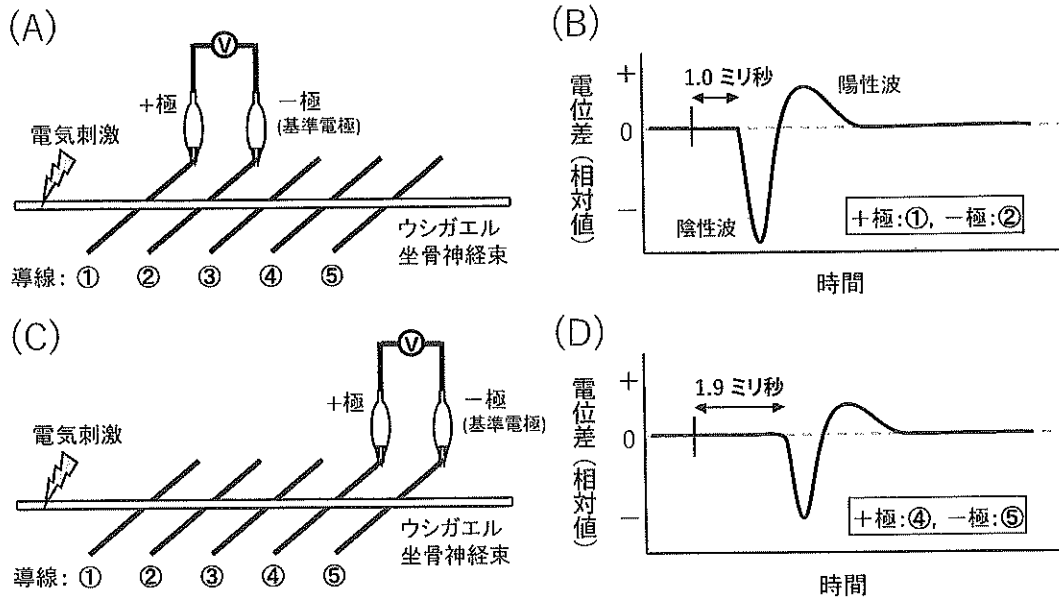 (A)
V
+極
−極
(基準電極)
電気刺激
ウシガエル
坐骨神経束
導線: ① ② ③ ④ ⑤
(B)
電位差(相対値)
+
0
−
1.0 ミリ秒
陽性波
陰性波
+極:①, −極:②
時間
(C)
V
+極
−極
(基準電極)
電気刺激
ウシガエル
坐骨神経束
導線: ① ② ③ ④ ⑤
(D)
電位差(相対値)
+
0
−
1.9 ミリ秒
+極:④, −極:⑤
時間